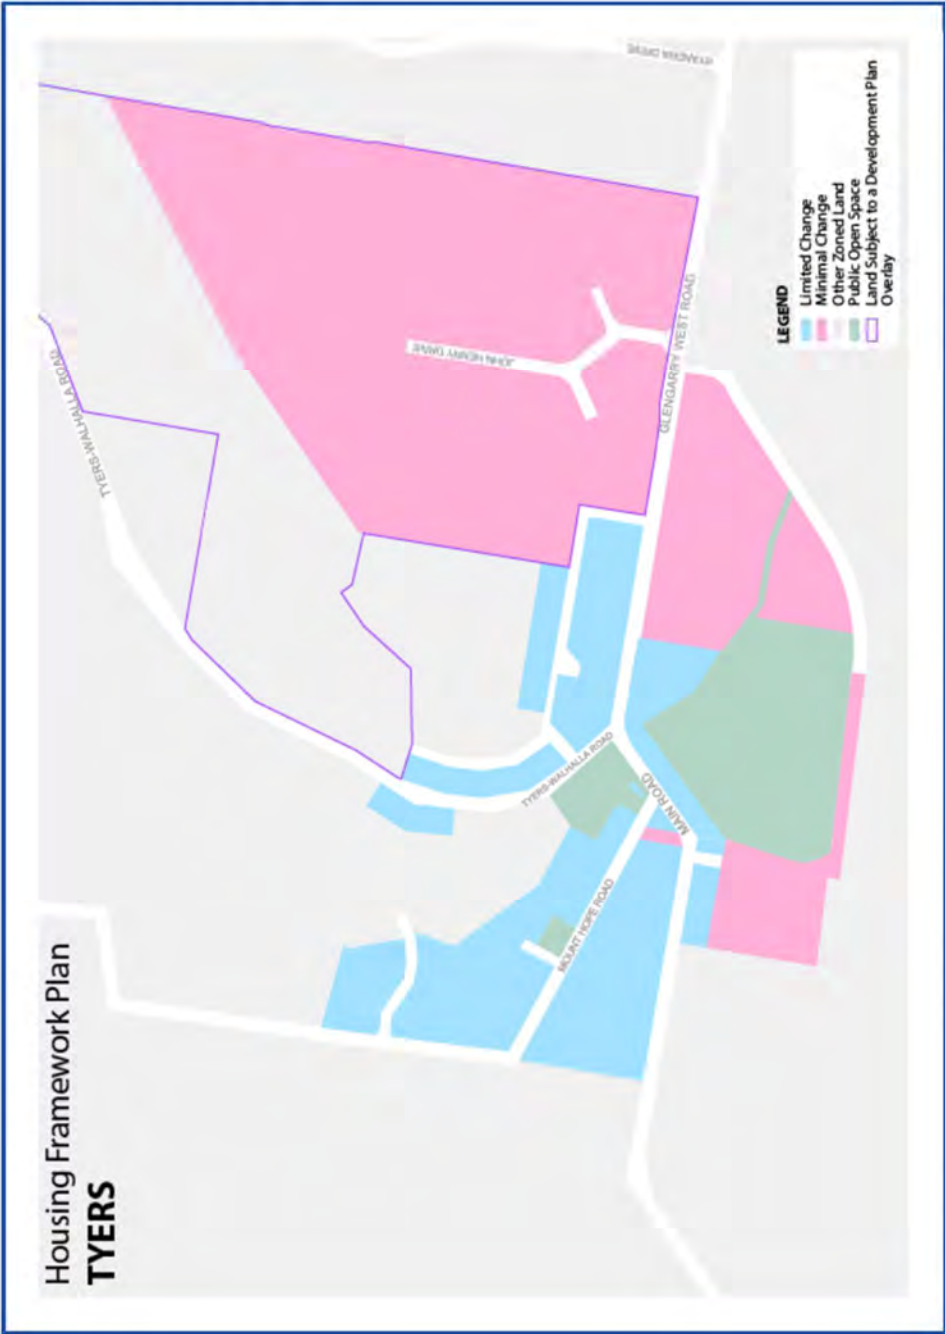 Housing Framework Plan
TYERS
TYERS-WALHALLA ROAD
JOHN HENRY DRIVE
GLENGARRY WEST ROAD
TYERS-WALHALLA ROAD
MAIN ROAD
MOUNT HOPE ROAD
LEGEND
Limited Change
Minimal Change
Other Zoned Land
Public Open Space
Land Subject to a Development Plan
Overlay